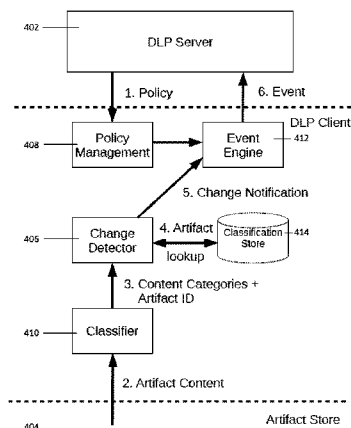 402
DLP Server
1. Policy
6. Event
DLP Client
408
Policy
Management
Event
Engine
412
5. Change Notification
405
Change
Detector
4. Artifact
lookup
Classification
Store
414
3. Content Categories +
Artifact ID
410
Classifier
2. Artifact Content
Artifact Store
404